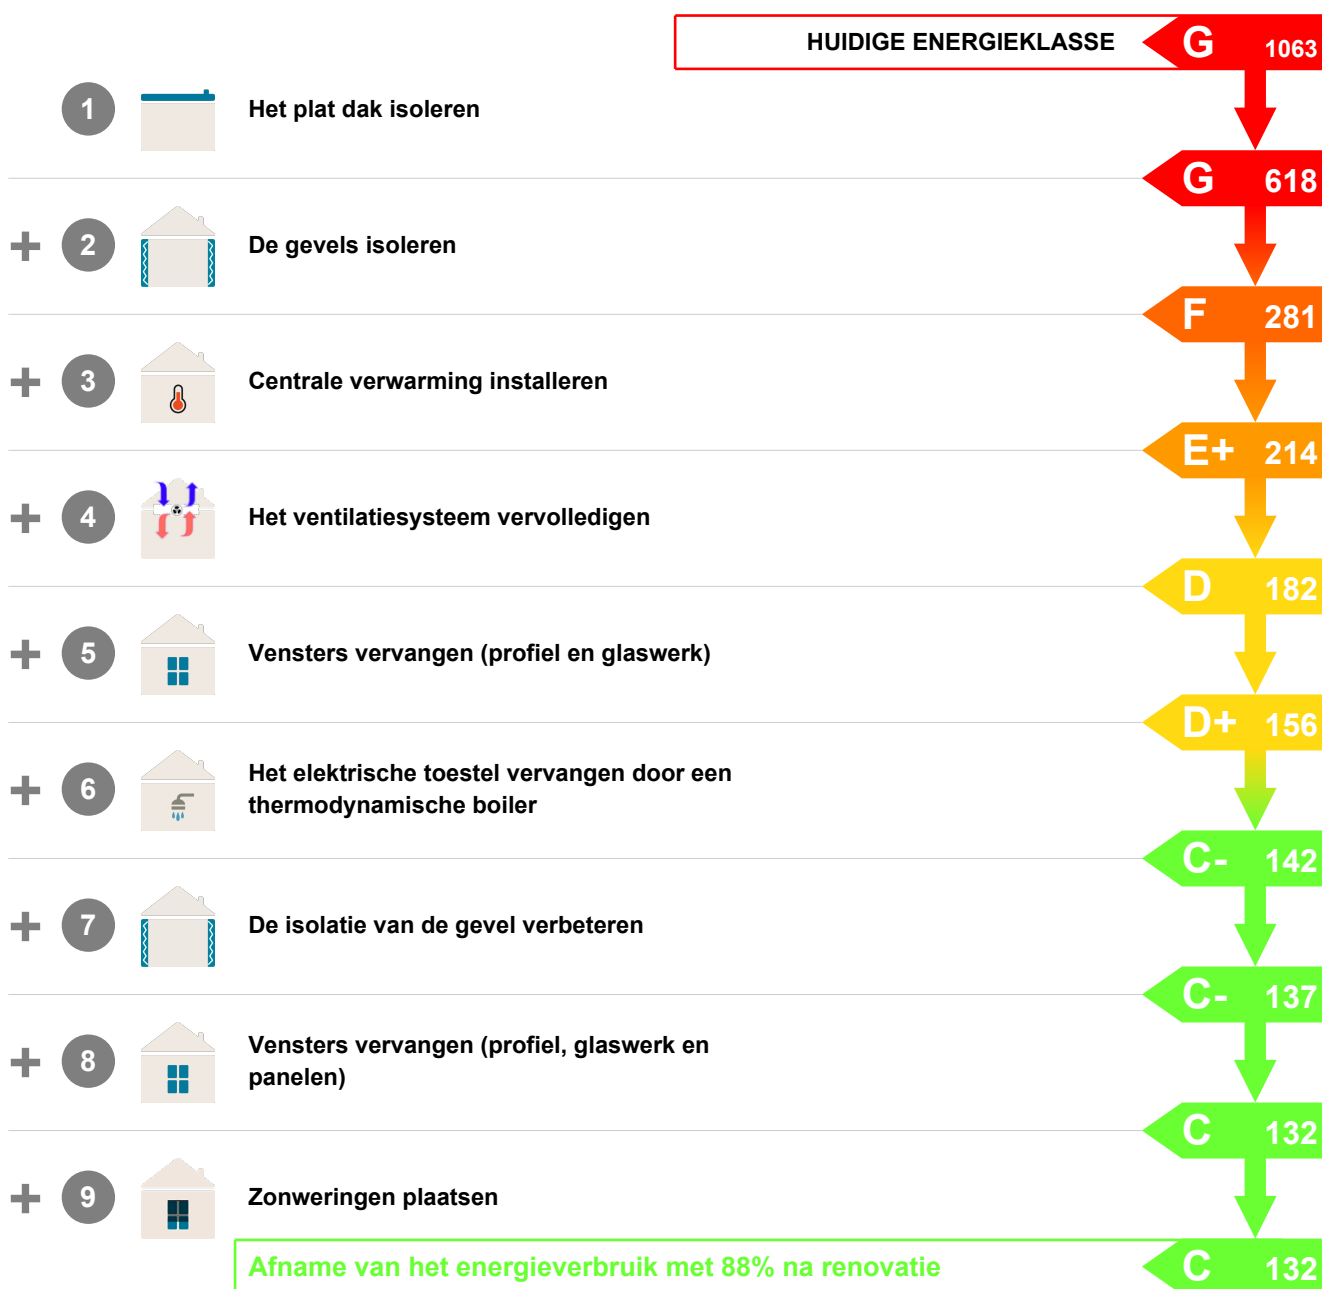 HUIDIGE ENERGIEKLASSE G 1063
1 Het plat dak isoleren
G 618
+ 2 De gevels isoleren
F 281
+ 3 Centrale verwarming installeren
E+ 214
+ 4 Het ventilatiesysteem vervolledigen
D 182
+ 5 Vensters vervangen (profiel en glaswerk)
D+ 156
+ 6 Het elektrische toestel vervangen door een
thermodynamische boiler
C- 142
+ 7 De isolatie van de gevel verbeteren
C- 137
+ 8 Vensters vervangen (profiel, glaswerk en
panelen)
C 132
+ 9 Zonweringen plaatsen
Afname van het energieverbruik met 88% na renovatie C 132